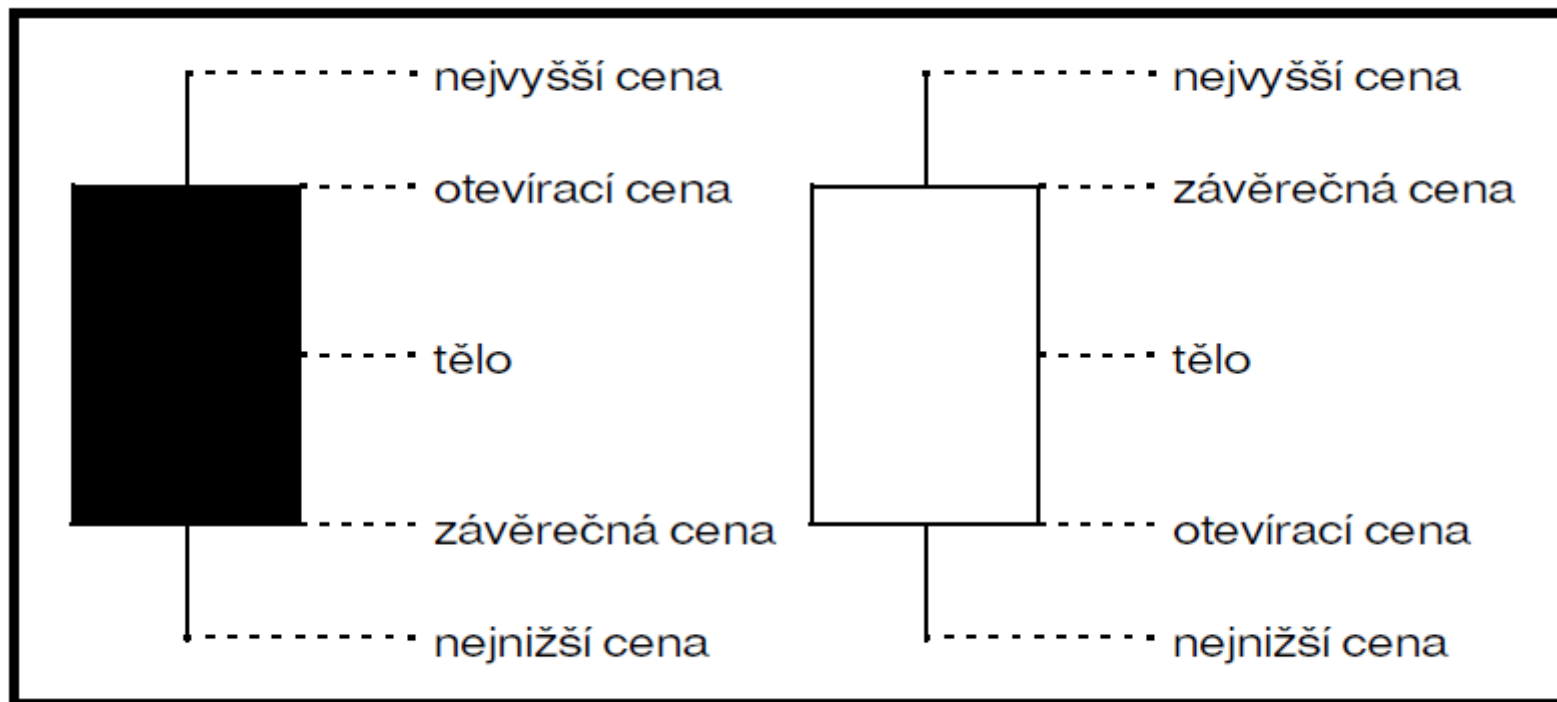 nejvyšší cena
otevírací cena
tělo
závěrečná cena
nejnižší cena
nejvyšší cena
závěrečná cena
tělo
otevírací cena
nejnižší cena